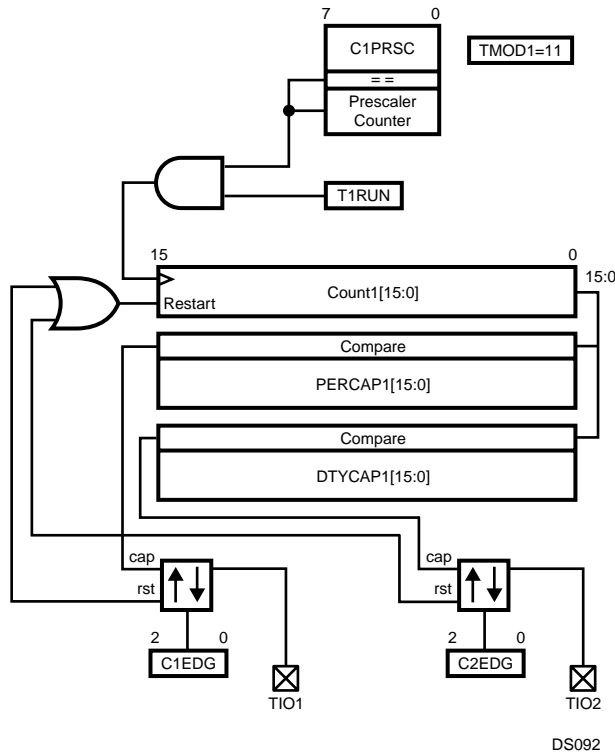 7 0
C1PRSC
TMOD1=11
= =
Prescaler
Counter
T1RUN
15 0
15:0
Count1[15:0]
Restart
Compare
PERCAP1[15:0]
Compare
DTYCAP1[15:0]
cap cap
rst rst
2 0 2 0
C1EDG C2EDG
TIO1 TIO2
DS092